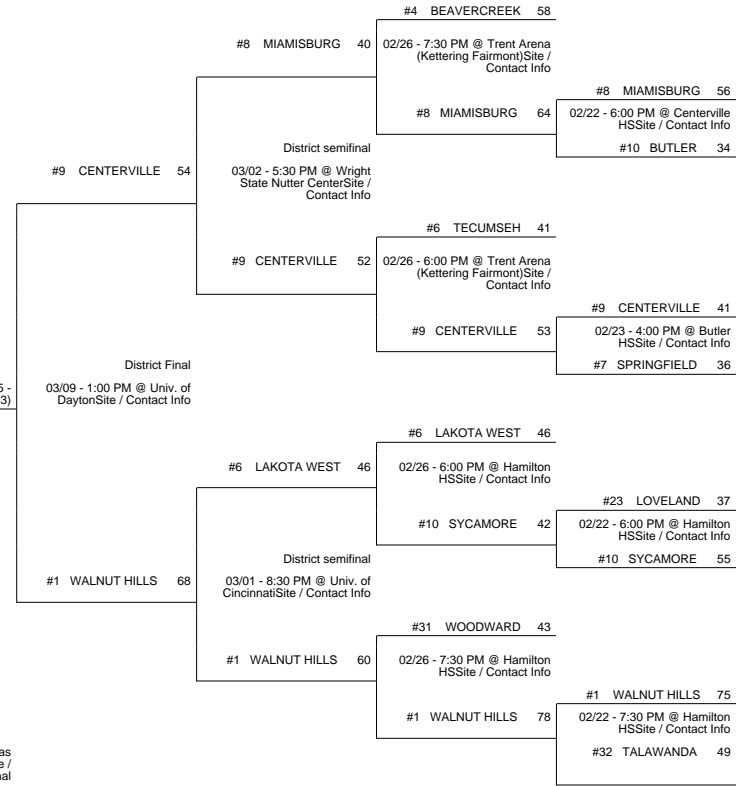 #4 BEAVERCREEK 58
#8 MIAMISBURG 40
02/26 - 7:30 PM @ Trent Arena
(Kettering Fairmont)Site /
Contact Info
#8 MIAMISBURG 56
#8 MIAMISBURG 64
02/22 - 6:00 PM @ Centerville
HSSite / Contact Info
#10 BUTLER 34
District semifinal
03/02 - 5:30 PM @ Wright
State Nutter CenterSite /
Contact Info
#9 CENTERVILLE 54
#6 TECUMSEH 41
#9 CENTERVILLE 52
02/26 - 6:00 PM @ Trent Arena
(Kettering Fairmont)Site /
Contact Info
#9 CENTERVILLE 41
#9 CENTERVILLE 53
02/23 - 4:00 PM @ Butler
HSSite / Contact Info
#7 SPRINGFIELD 36
District Final
03/09 - 1:00 PM @ Univ. of
DaytonSite / Contact Info
5 -
3)
#6 LAKOTA WEST 46
#6 LAKOTA WEST 46
02/26 - 6:00 PM @ Hamilton
HSSite / Contact Info
#23 LOVELAND 37
#10 SYCAMORE 42
02/22 - 6:00 PM @ Hamilton
HSSite / Contact Info
#10 SYCAMORE 55
District semifinal
03/01 - 8:30 PM @ Univ. of
CincinnatiSite / Contact Info
#1 WALNUT HILLS 68
#31 WOODWARD 43
#1 WALNUT HILLS 60
02/26 - 7:30 PM @ Hamilton
HSSite / Contact Info
#1 WALNUT HILLS 75
#1 WALNUT HILLS 78
02/22 - 7:30 PM @ Hamilton
HSSite / Contact Info
#32 TALAWANDA 49
as
e /
nal